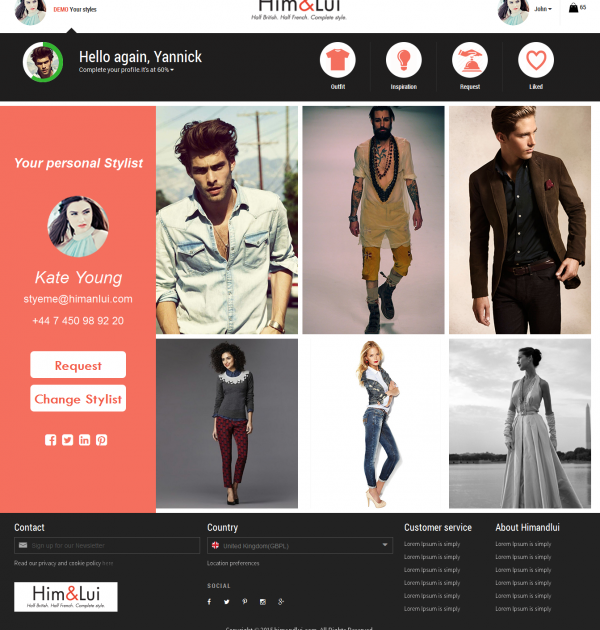 DEMO Your styles
Him&Lui
Half British. Half French. Complete style.
John
65
Hello again, Yannick
Complete your profile.It's at 60%
Outfit
Inspiration
Request
Liked
Your personal Stylist
Kate Young
styeme@himanlui.com
+44 7 450 98 92 20
Request
Change Stylist
Contact
Sign up for our Newsletter
Read our privacy and cookie policy here
Him&Lui
Half British. Half French. Complete style.
Country
United Kingdom(GBPL)
Location preferences
SOCIAL
Customer service
Lorem Ipsum is simply
Lorem Ipsum is simply
Lorem Ipsum is simply
Lorem Ipsum is simply
Lorem Ipsum is simply
Lorem Ipsum is simply
About Himandlui
Lorem Ipsum is simply
Lorem Ipsum is simply
Lorem Ipsum is simply
Lorem Ipsum is simply
Lorem Ipsum is simply
Lorem Ipsum is simply
Copyright © 2015 himandlui.com. All Rights Reserved